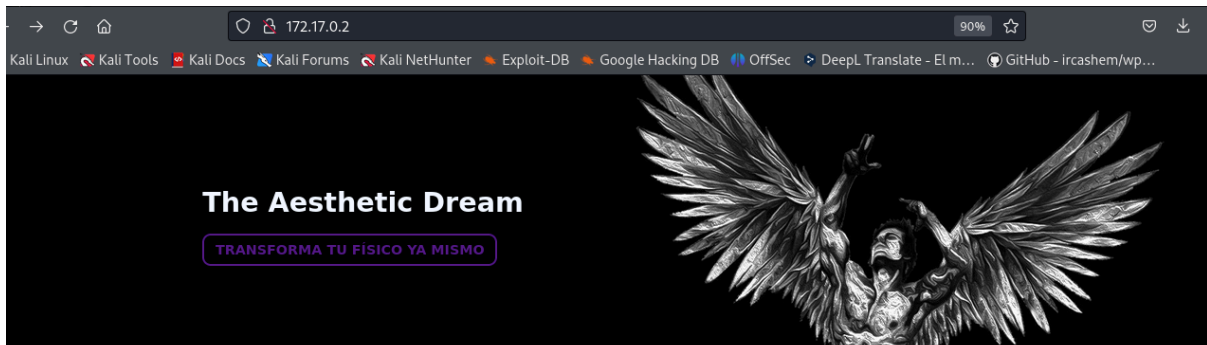 172.17.0.2
90%
Kali Linux Kali Tools Kali Docs Kali Forums Kali NetHunter Exploit-DB Google Hacking DB OffSec DeepL Translate - El m... GitHub - ircashem/wp...
The Aesthetic Dream
TRANSFORMA TU FÍSICO YA MISMO